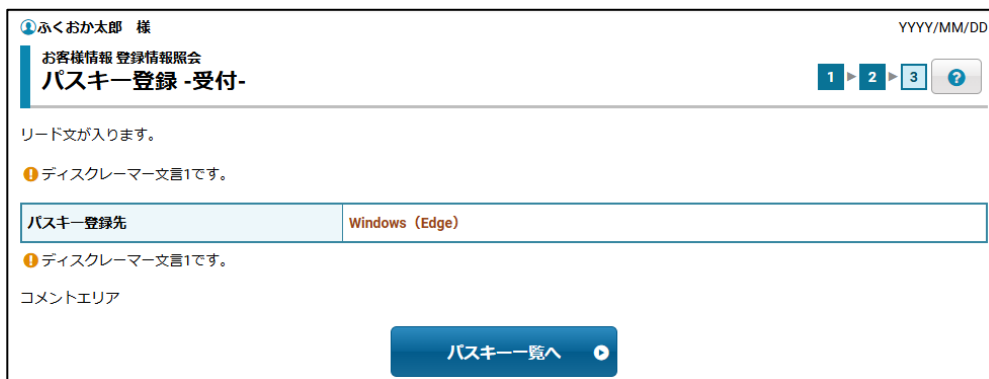 ふくおか太郎 様
YYYY/MM/DD
お客様情報 登録情報照会
パスキー登録 -受付-
1 2 3 ?
リード文が入ります。
! ディスクレーマー文言1です。
パスキー登録先 Windows（Edge）
! ディスクレーマー文言1です。
コメントエリア
パスキー一覧へ